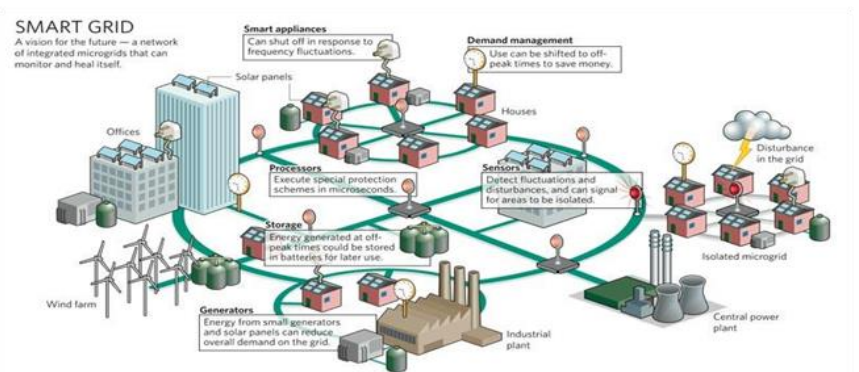 SMART GRID
A vision for the future — a network
of integrated microgrids that can
monitor and heal itself.
Smart appliances
Can shut off in response to
frequency fluctuations.
Demand management
Use can be shifted to off-
peak times to save money.
Solar panels
Houses
Offices
Disturbance
in the grid
Processors
Execute special protection
schemes in microseconds.
Sensors
Detect fluctuations and
disturbances, and can signal
for areas to be isolated.
Storage
Energy generated at off-
peak times could be stored
in batteries for later use.
Isolated microgrid
Wind farm
Generators
Energy from small generators
and solar panels can reduce
overall demand on the grid.
Industrial
plant
Central power
plant